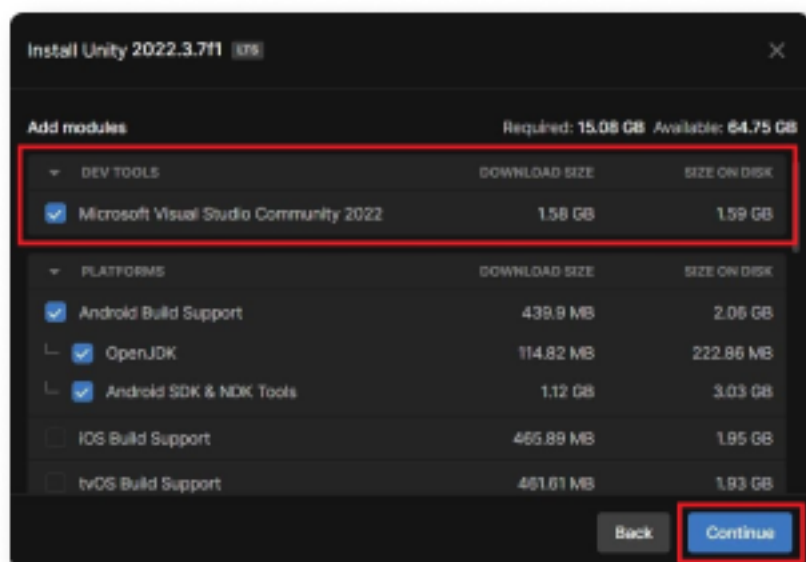 Install Unity 2022.3.7f1 LTS
Add modules Required: 15.08 GB Available: 64.75 GB
DEV TOOLS DOWNLOAD SIZE SIZE ON DISK
Microsoft Visual Studio Community 2022 1.58 GB 1.59 GB
PLATFORMS DOWNLOAD SIZE SIZE ON DISK
Android Build Support 439.9 MB 2.06 GB
OpenJDK 114.82 MB 222.86 MB
Android SDK & NDK Tools 1.12 GB 3.03 GB
iOS Build Support 465.89 MB 1.95 GB
tvOS Build Support 461.61 MB 1.93 GB
Back Continue